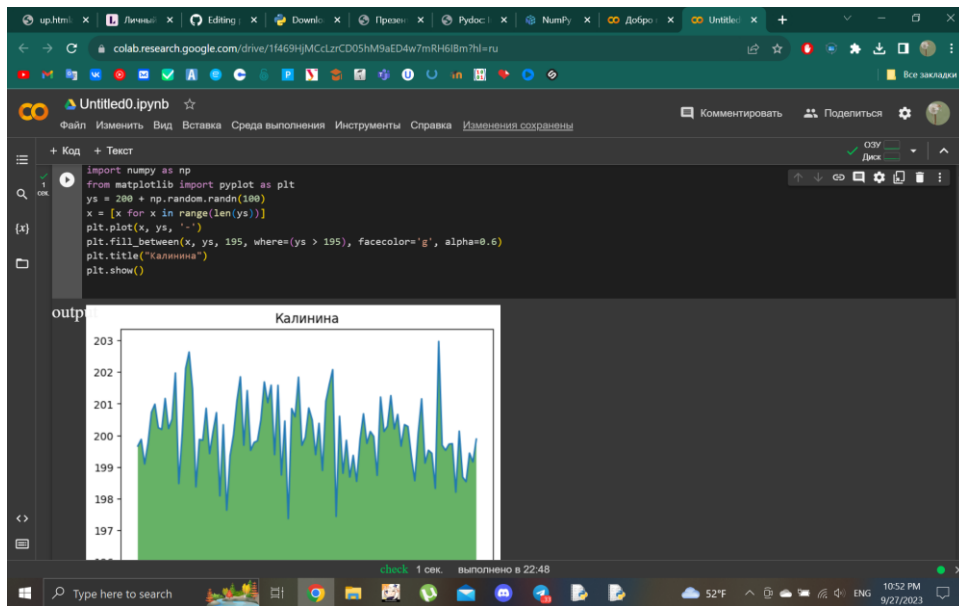 up.html
Личный
Editing p
Downlo
Презен
Pydoc:
NumPy
Добро
Untitled
colab.research.google.com/drive/1f469HjMCcLzrCD05hM9aED4w7mRH6IBm?hl=ru
Все закладки
Untitled0.ipynb
Файл Изменить Вид Вставка Среда выполнения Инструменты Справка Изменения сохранены
Комментировать
Поделиться
+ Код + Текст
ОЗУ
Диск
1
сек.
{x}
import numpy as np
from matplotlib import pyplot as plt
ys = 200 + np.random.randn(100)
x = [x for x in range(len(ys))]
plt.plot(x, ys, '-')
plt.fill_between(x, ys, 195, where=(ys > 195), facecolor='g', alpha=0.6)
plt.title("Калинина")
plt.show()
outp
Калинина
203
202
201
200
199
198
197
check 1 сек. выполнено в 22:48
Type here to search
52°F
ENG
10:52 PM
9/27/2023